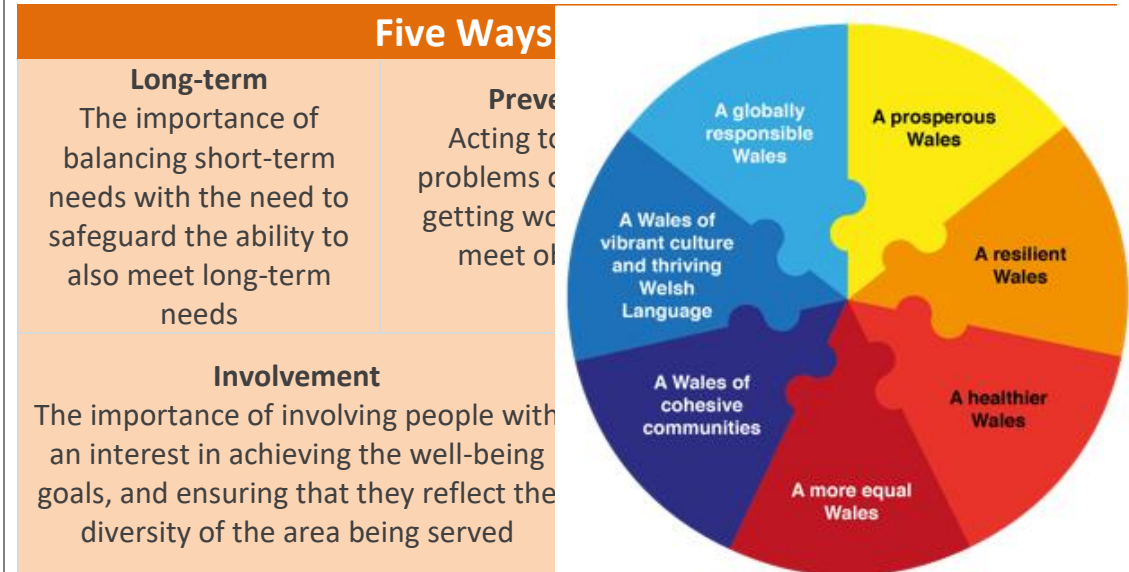 Five Ways
Long-term
The importance of
balancing short-term
needs with the need to
safeguard the ability to
also meet long-term
needs
Acting
problems
getting
meet
Involvement
The importance of involving people with
an interest in achieving the well-being
goals, and ensuring that they reflect the
diversity of the area being served
A globally
responsible
Wales
A prosperous
Wales
A resilient
Wales
A healthier
Wales
A more equal
Wales
A Wales of
cohesive
communities
A Wales of
vibrant culture
and thriving
Welsh
Language